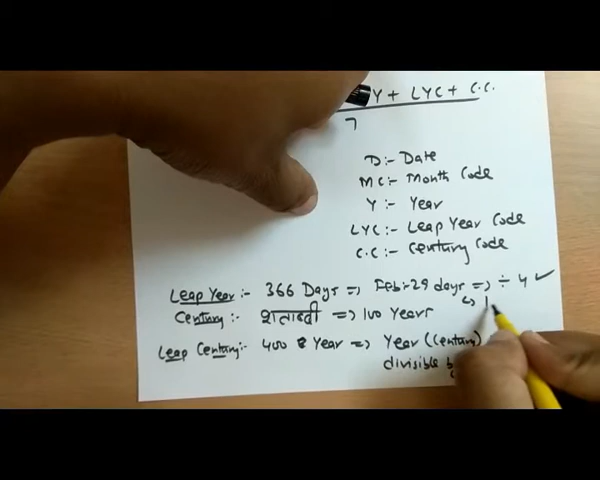 Y + LYC + C.C.
7
D:- Date
MC:- Month Code
Y :- Year
LYC:- Leap Year Code
C.C:- Century Code
Leap Year:- 366 Days => Feb:-29 days => ÷ 4 ✓
Century:- शताब्दी => 100 Years
Leap Century:- 400 Year => Year (Century)
divisible